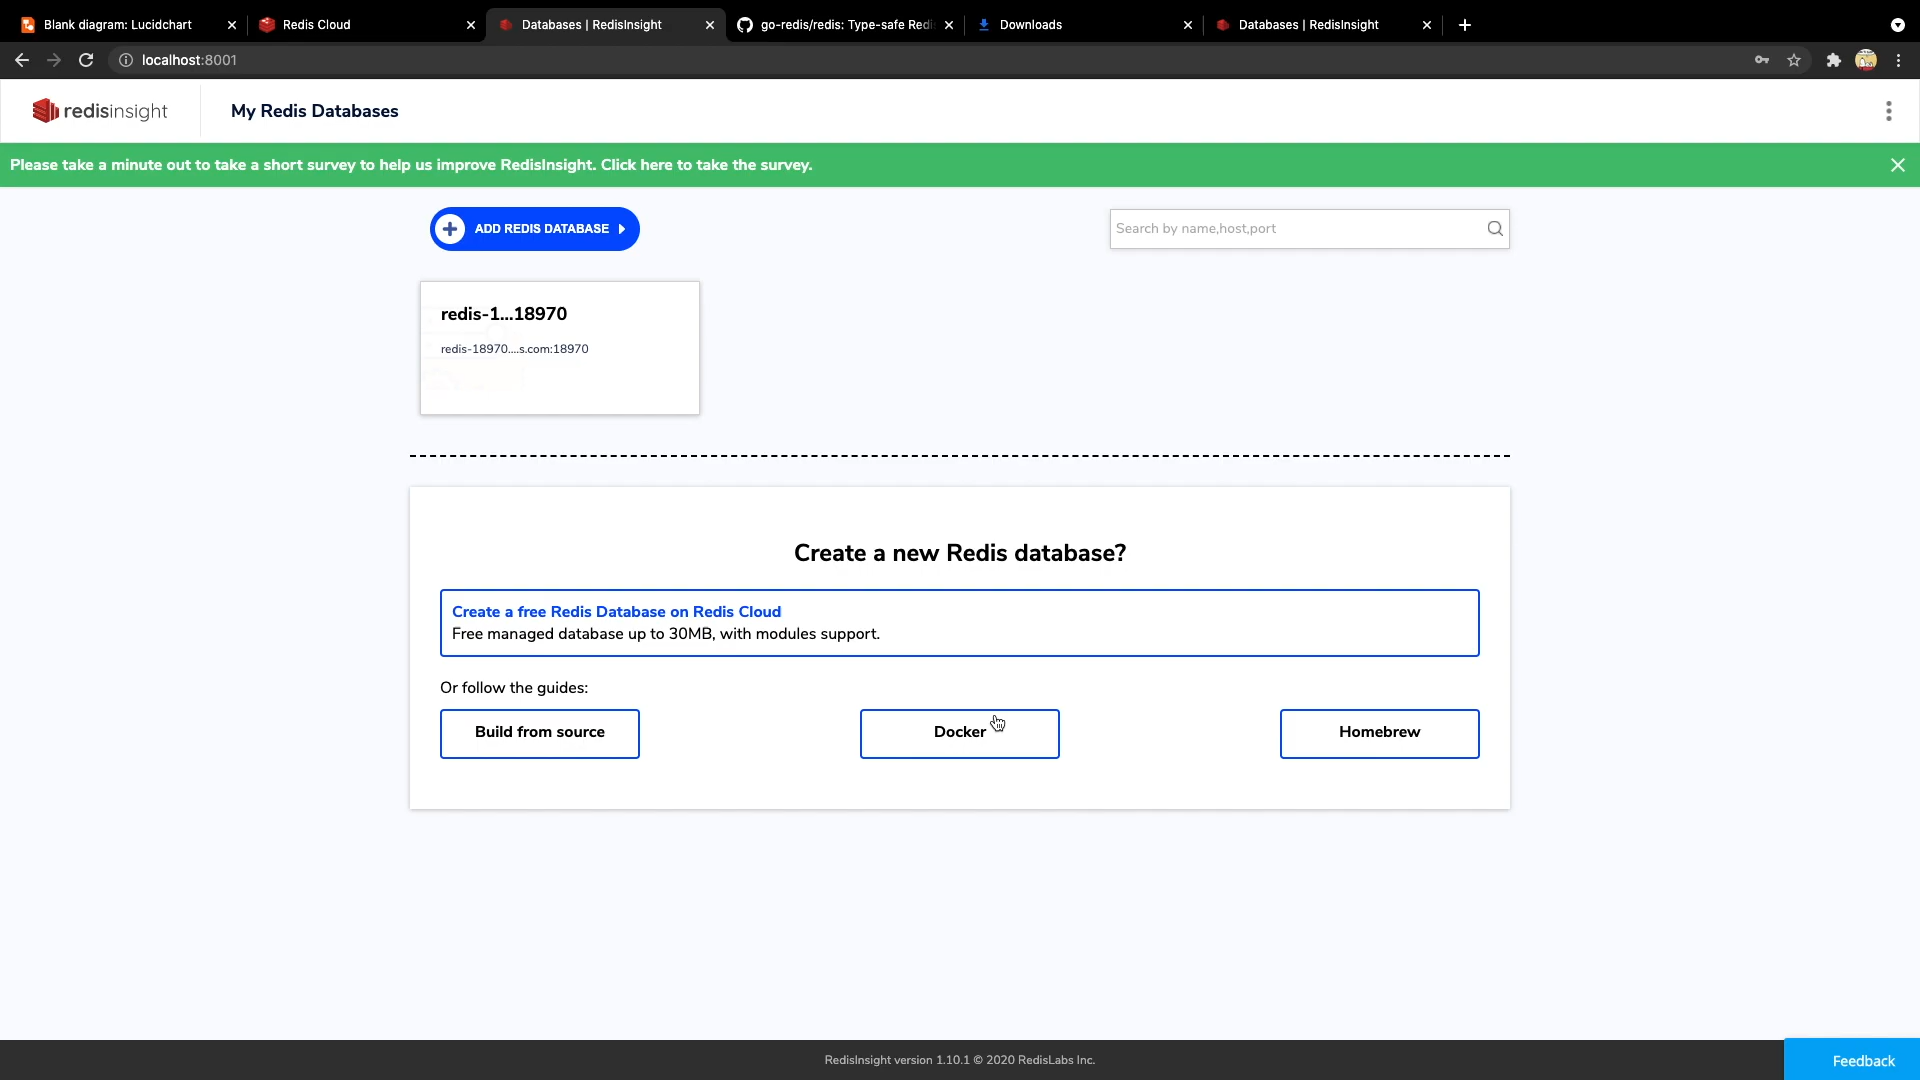 Blank diagram: Lucidchart
Redis Cloud
Databases | RedisInsight
go-redis/redis: Type-safe Redi
Downloads
Databases | RedisInsight
localhost:8001
redisinsight
My Redis Databases
Please take a minute out to take a short survey to help us improve RedisInsight. Click here to take the survey.
ADD REDIS DATABASE
Search by name,host,port
redis-1...18970
redis-18970....s.com:18970
Create a new Redis database?
Create a free Redis Database on Redis Cloud
Free managed database up to 30MB, with modules support.
Or follow the guides:
Build from source
Docker
Homebrew
RedisInsight version 1.10.1 © 2020 RedisLabs Inc.
Feedback